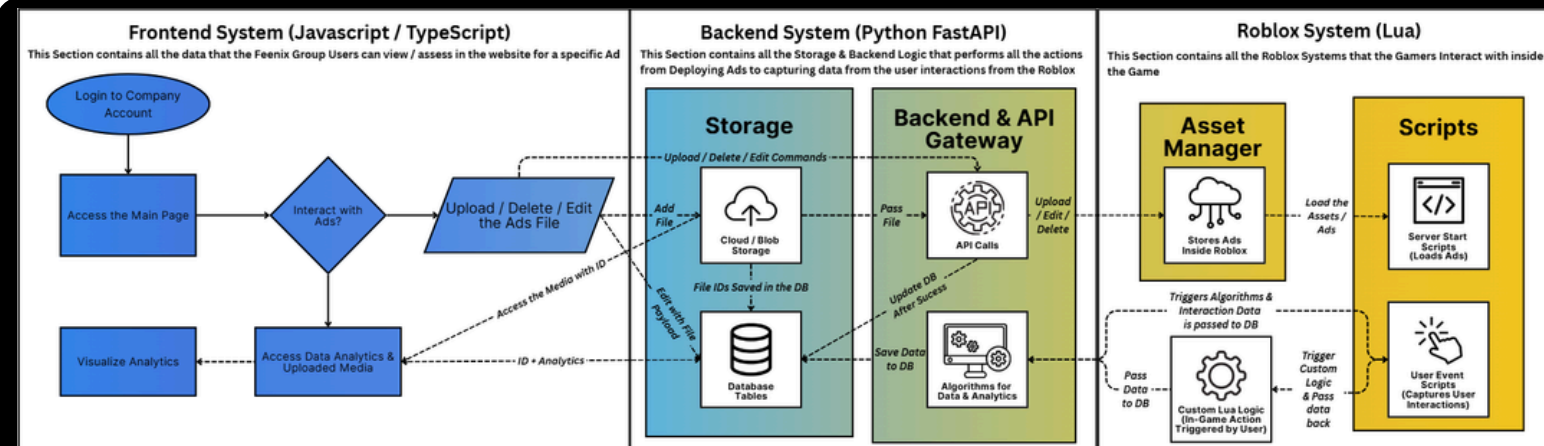 Frontend System (Javascript / TypeScript)
This Section contains all the data that the Feenix Group Users can view / assess in the website for a specific Ad
Login to Company
Account
Access the Main Page
Interact with
Ads?
Upload / Delete / Edit
the Ads File
Visualize Analytics
Access Data Analytics &
Uploaded Media
Backend System (Python FastAPI)
This Section contains all the Storage & Backend Logic that performs all the actions
from Deploying Ads to capturing data from the user interactions from the Roblox
Storage
Backend & API
Gateway
Upload / Delete / Edit Commands
Add
File
Cloud / Blob
Storage
Pass
File
API
API Calls
Upload
/ Edit /
Delete
Access the Media with ID
File IDs Saved in the DB
Edit with File
Payload
Update DB
After Sucess
ID + Analytics
Database
Tables
Save Data
to DB
Algorithms for
Data & Analytics
Roblox System (Lua)
This Section contains all the Roblox Systems that the Gamers Interact with inside
the Game
Asset
Manager
Scripts
Stores Ads
Inside Roblox
Load the
Assets /
Ads
</>
Server Start
Scripts
(Loads Ads)
Triggers Algorithms &
Interaction Data
is passed to DB
Pass
Data
to DB
Custom Lua Logic
(In-Game Action
Triggered by User)
Trigger
Custom
Logic
& Pass
data
back
User Event
Scripts
(Captures User
Interactions)